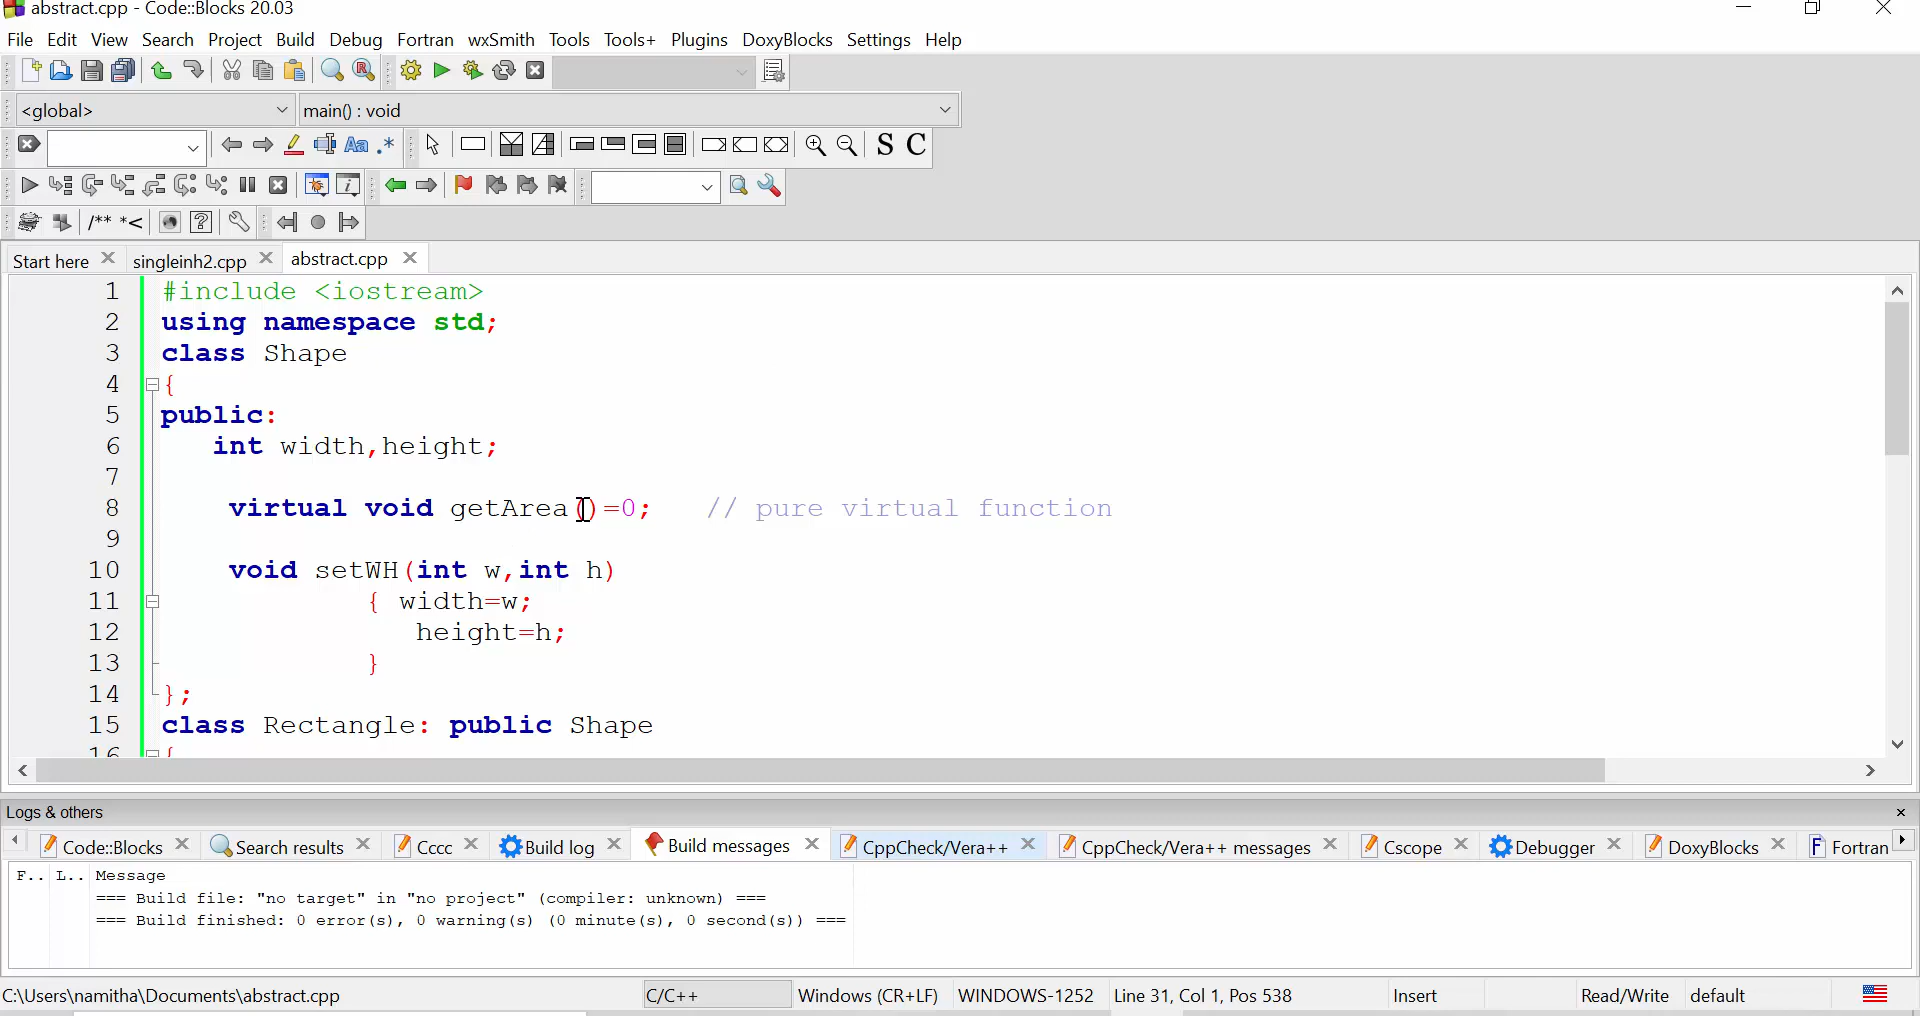 abstract.cpp - Code::Blocks 20.03
File Edit View Search Project Build Debug Fortran wxSmith Tools Tools+ Plugins DoxyBlocks Settings Help
<global> main() : void
Aa .* S C
/** *<
Start here singleinh2.cpp abstract.cpp
1 #include <iostream>
2 using namespace std;
3 class Shape
4 {
5 public:
6 int width,height;
7
8 virtual void getArea()=0; // pure virtual function
9
10 void setWH(int w,int h)
11 { width=w;
12 height=h;
13 }
14 };
15 class Rectangle: public Shape
16 {
Logs & others
Code::Blocks Search results Cccc Build log Build messages CppCheck/Vera++ CppCheck/Vera++ messages Cscope Debugger DoxyBlocks Fortran
F.. L.. Message
=== Build file: "no target" in "no project" (compiler: unknown) ===
=== Build finished: 0 error(s), 0 warning(s) (0 minute(s), 0 second(s)) ===
C:\Users\namitha\Documents\abstract.cpp C/C++ Windows (CR+LF) WINDOWS-1252 Line 31, Col 1, Pos 538 Insert Read/Write default